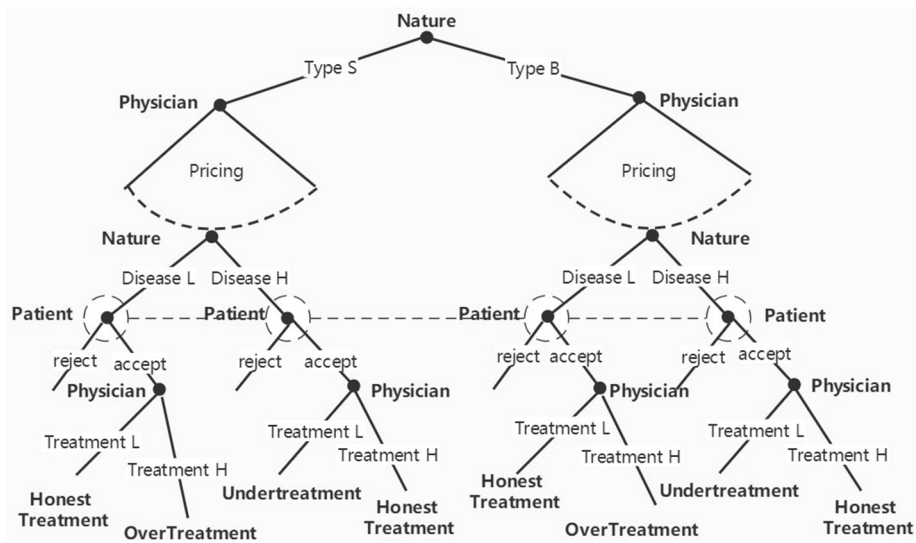 Nature
Type S
Type B
Physician
Physician
Pricing
Pricing
Nature
Nature
Disease L
Disease H
Disease L
Disease H
Patient
Patient
Patient
Patient
reject
accept
reject
accept
reject
accept
reject
accept
Physician
Physician
Physician
Physician
Treatment L
Treatment H
Treatment L
Treatment H
Treatment L
Treatment H
Treatment L
Treatment H
Honest
Treatment
OverTreatment
Undertreatment
Honest
Treatment
Honest
Treatment
OverTreatment
Undertreatment
Honest
Treatment